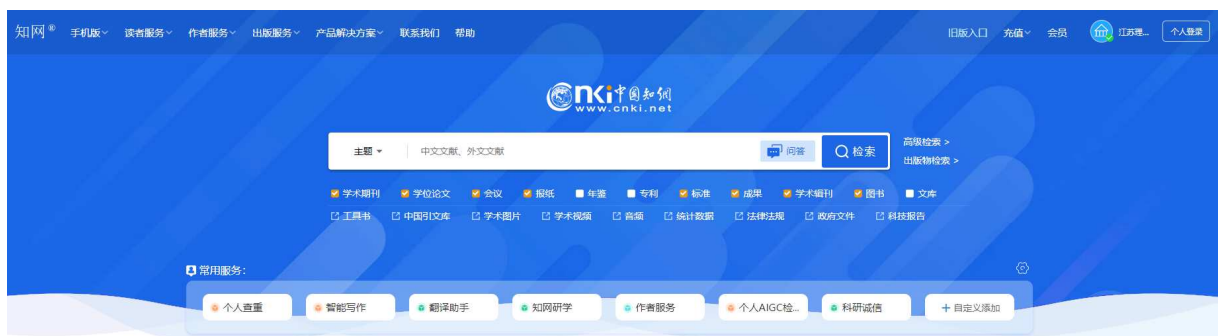 知网® 手机版 读者服务 作者服务 出版服务 产品解决方案 联系我们 帮助 旧版入口 充值 会员 江苏理... 个人登录
cnki中国知网
www.cnki.net
主题 中文文献、外文文献 问答 检索
高级检索 >
出版物检索 >
学术期刊 学位论文 会议 报纸 年鉴 专利 标准 成果 学术辑刊 图书 文库
工具书 中国引文库 学术图片 学术视频 音频 统计数据 法律法规 政府文件 科技报告
常用服务:
个人查重 智能写作 翻译助手 知网研学 作者服务 个人AIGC检... 科研诚信 + 自定义添加